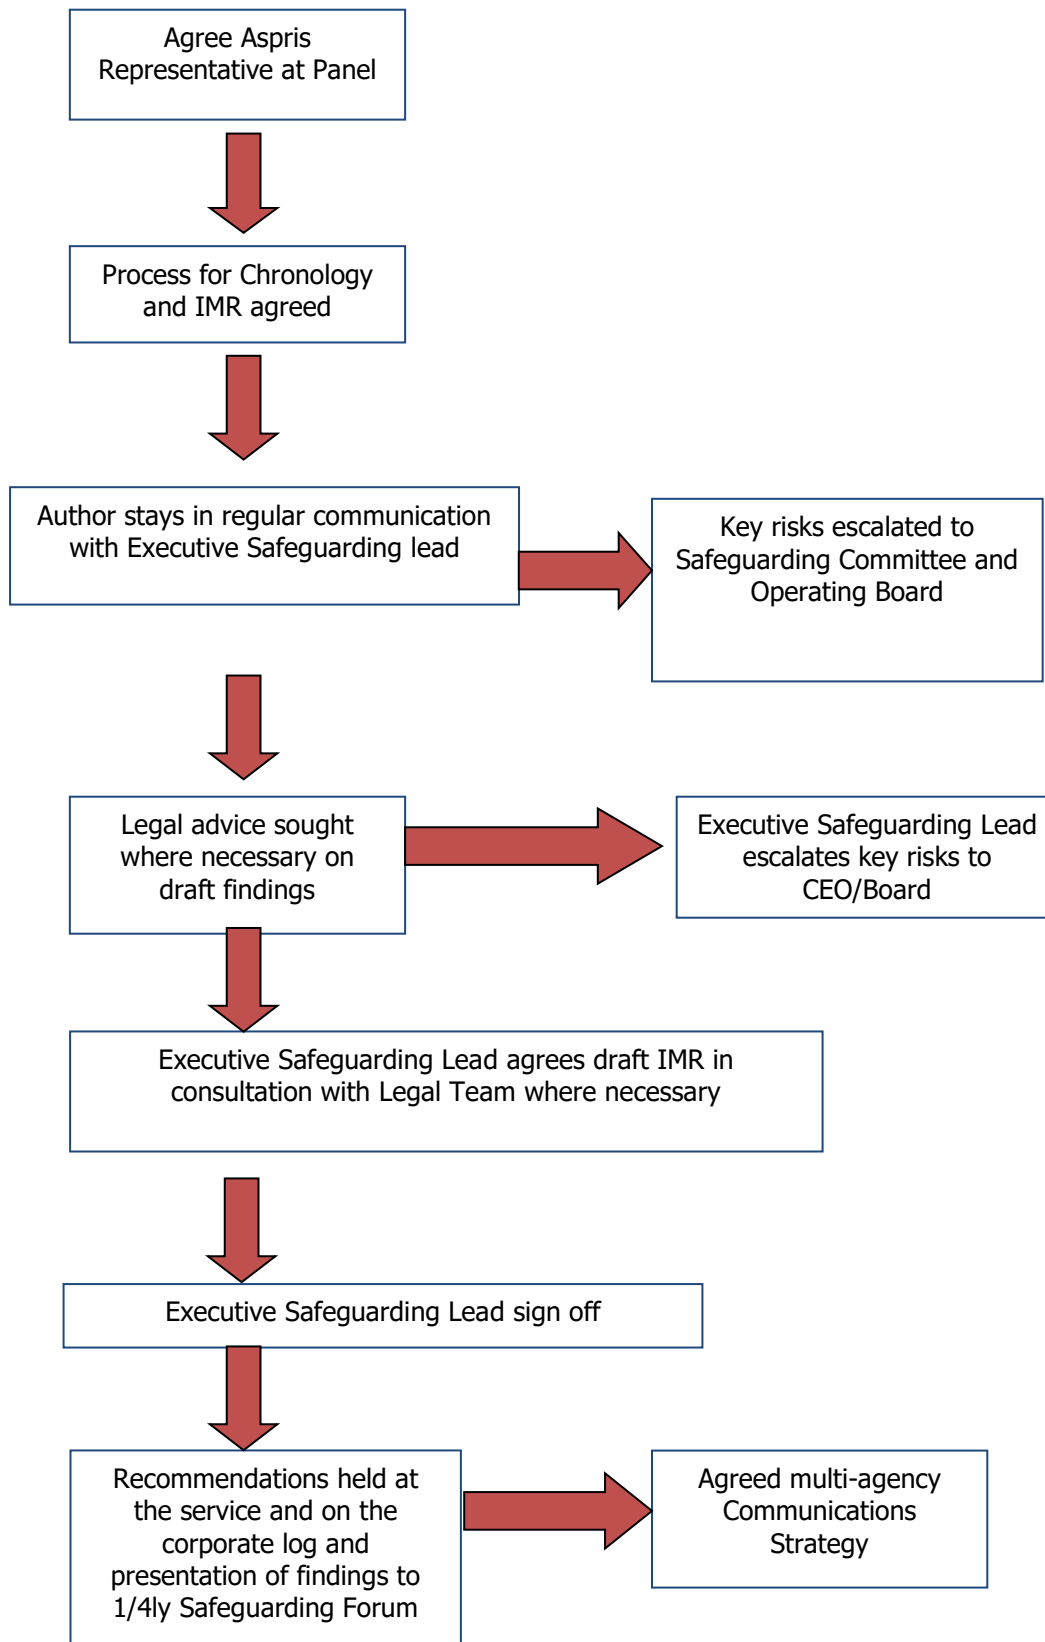 Agree Aspris
Representative at Panel
Process for Chronology
and IMR agreed
Author stays in regular communication
with Executive Safeguarding lead
Key risks escalated to
Safeguarding Committee and
Operating Board
Legal advice sought
where necessary on
draft findings
Executive Safeguarding Lead
escalates key risks to
CEO/Board
Executive Safeguarding Lead agrees draft IMR in
consultation with Legal Team where necessary
Executive Safeguarding Lead sign off
Recommendations held at
the service and on the
corporate log and
presentation of findings to
1/4ly Safeguarding Forum
Agreed multi-agency
Communications
Strategy